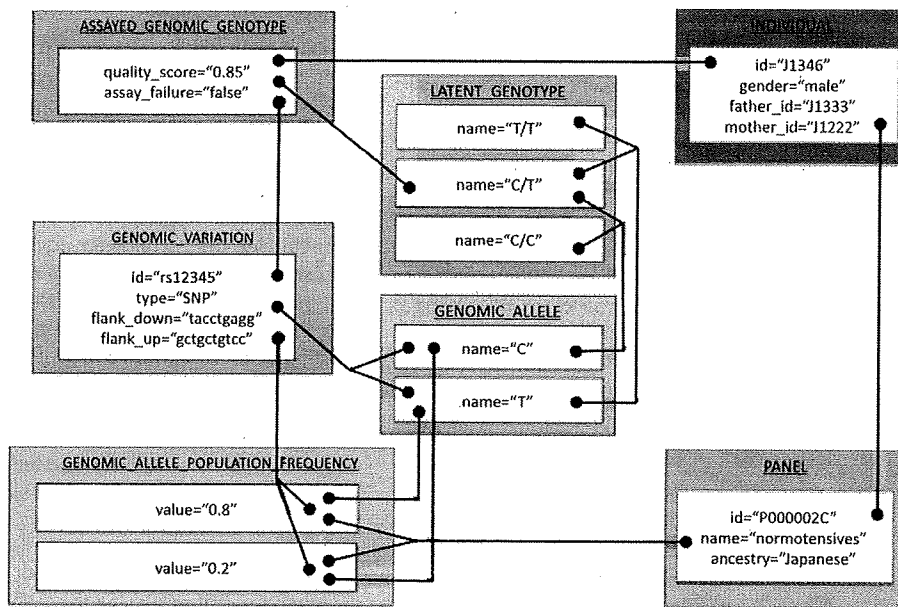 ASSAYED_GENOMIC_GENOTYPE
quality_score="0.85"
assay_failure="false"
INDIVIDUAL
id="J1346"
gender="male"
father_id="J1333"
mother_id="J1222"
LATENT_GENOTYPE
name="T/T"
name="C/T"
name="C/C"
GENOMIC_VARIATION
id="rs12345"
type="SNP"
flank_down="tacctgagg"
flank_up="gctgctgtcc"
GENOMIC_ALLELE
name="C"
name="T"
GENOMIC_ALLELE_POPULATION_FREQUENCY
value="0.8"
value="0.2"
PANEL
id="P000002C"
name="normotensives"
ancestry="Japanese"